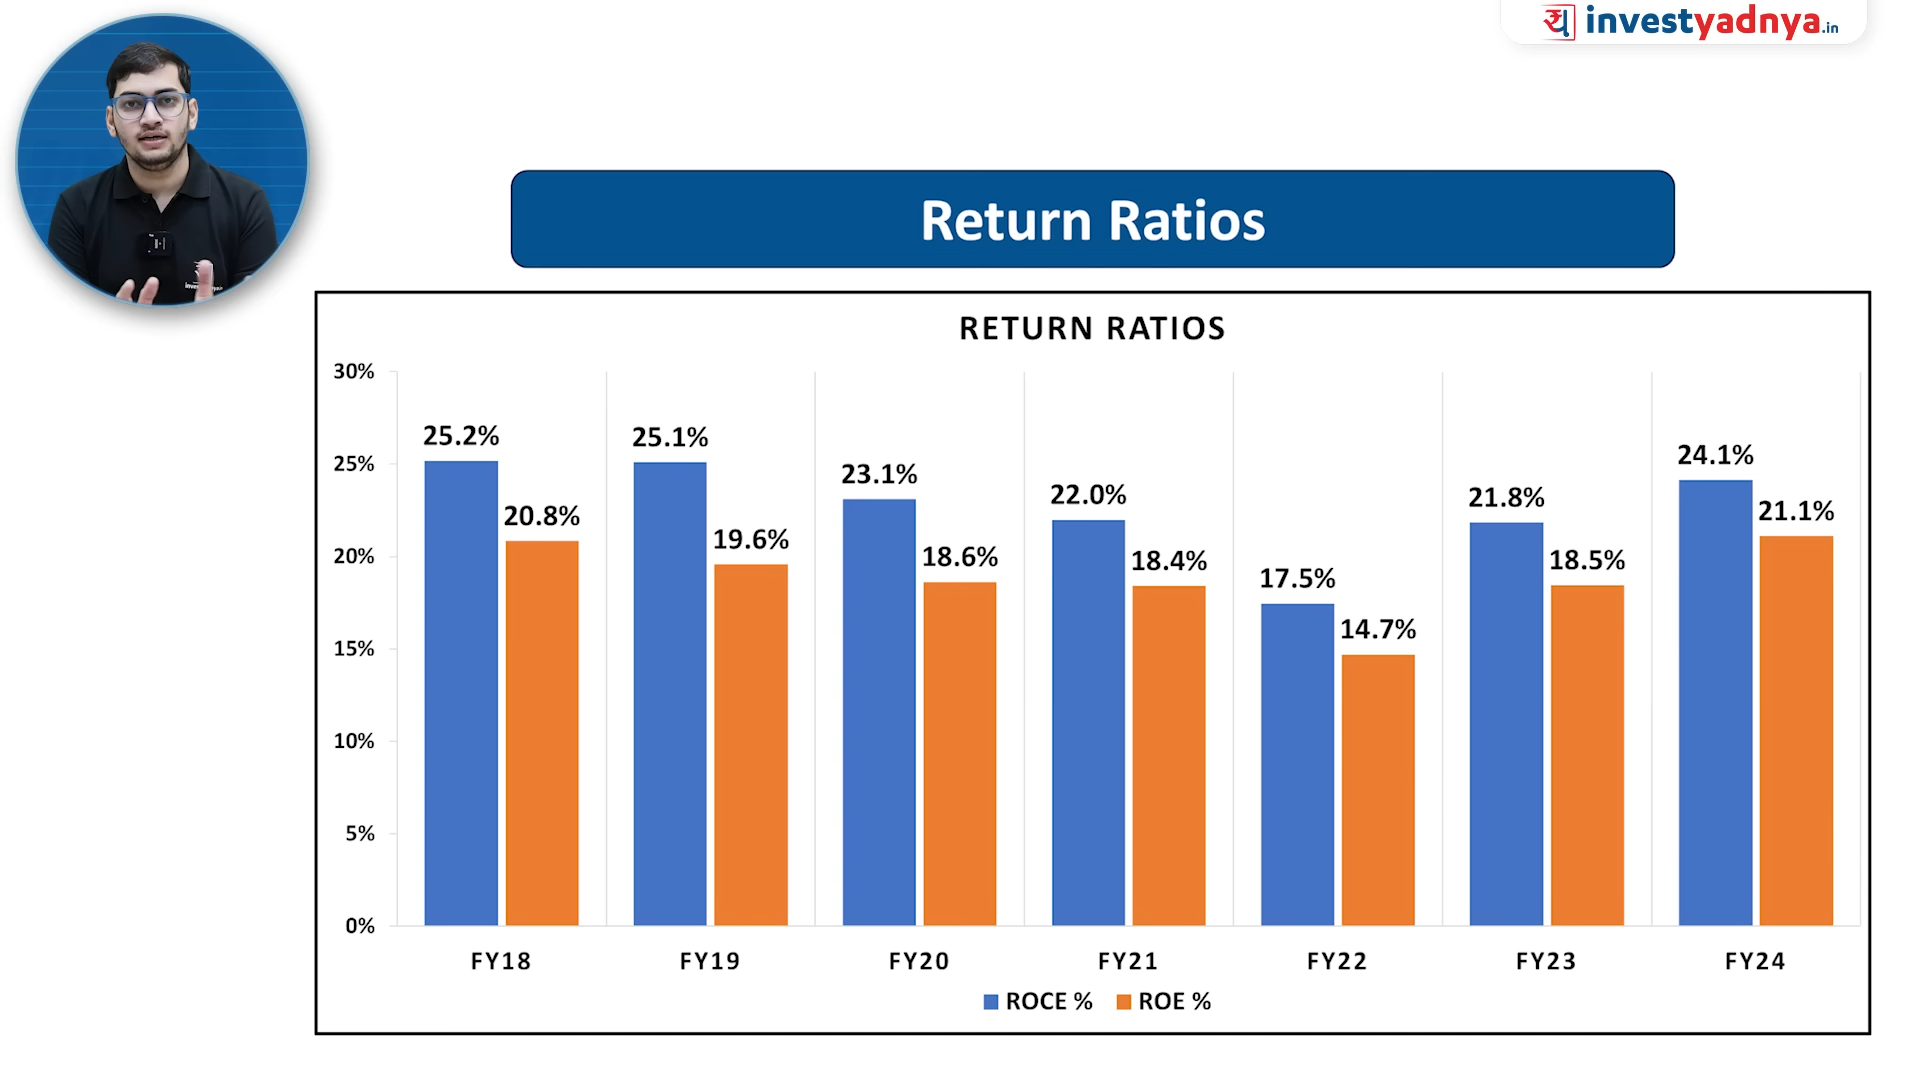 investyadnya.in
Return Ratios
RETURN RATIOS
30%
25%
20%
15%
10%
5%
0%
25.2%
20.8%
25.1%
19.6%
23.1%
18.6%
22.0%
18.4%
17.5%
14.7%
21.8%
18.5%
24.1%
21.1%
FY18
FY19
FY20
FY21
FY22
FY23
FY24
ROCE %
ROE %